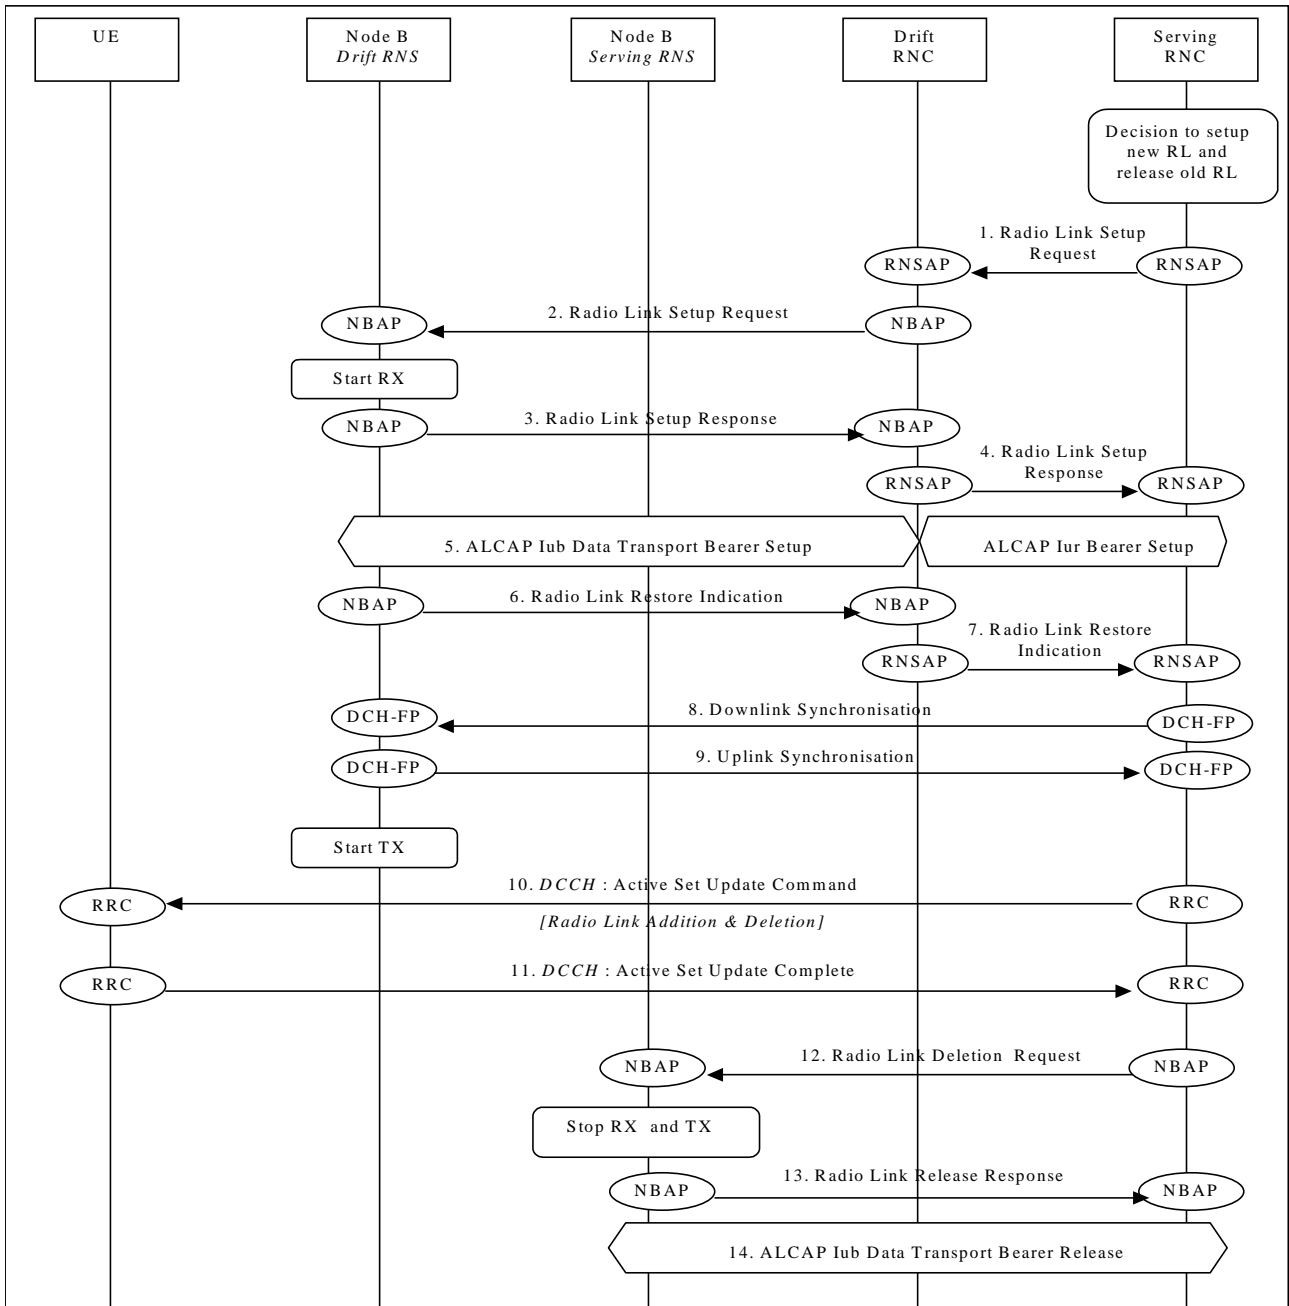 UE
Node B
Drift RNS
Node B
Serving RNS
Drift
RNC
Serving
RNC
Decision to setup
new RL and
release old RL
1. Radio Link Setup
Request
RNSAP
RNSAP
2. Radio Link Setup Request
NBAP
NBAP
Start RX
3. Radio Link Setup Response
NBAP
NBAP
4. Radio Link Setup
Response
RNSAP
RNSAP
5. ALCAP Iub Data Transport Bearer Setup
ALCAP Iur Bearer Setup
6. Radio Link Restore Indication
NBAP
NBAP
7. Radio Link Restore
Indication
RNSAP
RNSAP
8. Downlink Synchronisation
DCH-FP
DCH-FP
9. Uplink Synchronisation
DCH-FP
DCH-FP
Start TX
10. DCCH : Active Set Update Command
RRC
RRC
[Radio Link Addition & Deletion]
11. DCCH : Active Set Update Complete
RRC
RRC
12. Radio Link Deletion Request
NBAP
NBAP
Stop RX and TX
13. Radio Link Release Response
NBAP
NBAP
14. ALCAP Iub Data Transport Bearer Release